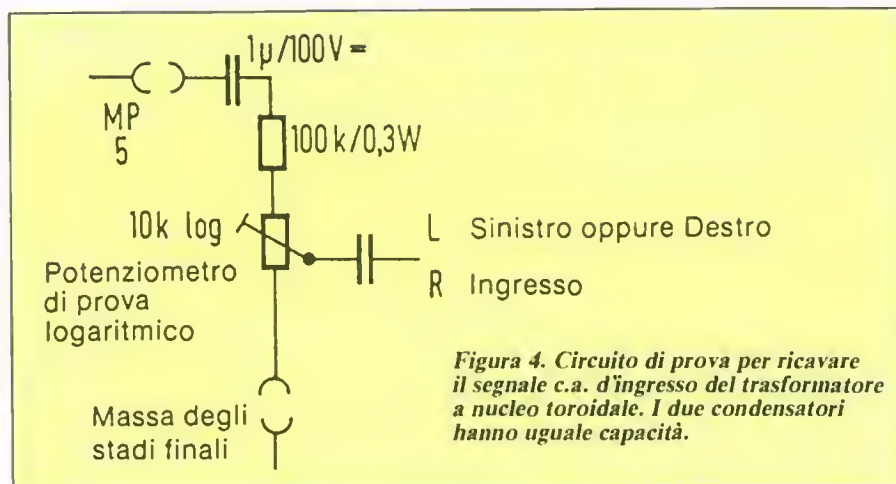 1µ/100V =
MP
5
100k/0,3W
10k log
Potenziometro
di prova
logaritmico
L Sinistro oppure Destro
R Ingresso
Massa degli
stadi finali
Figura 4. Circuito di prova per ricavare
il segnale c.a. d'ingresso del trasformatore
a nucleo toroidale. I due condensatori
hanno uguale capacità.